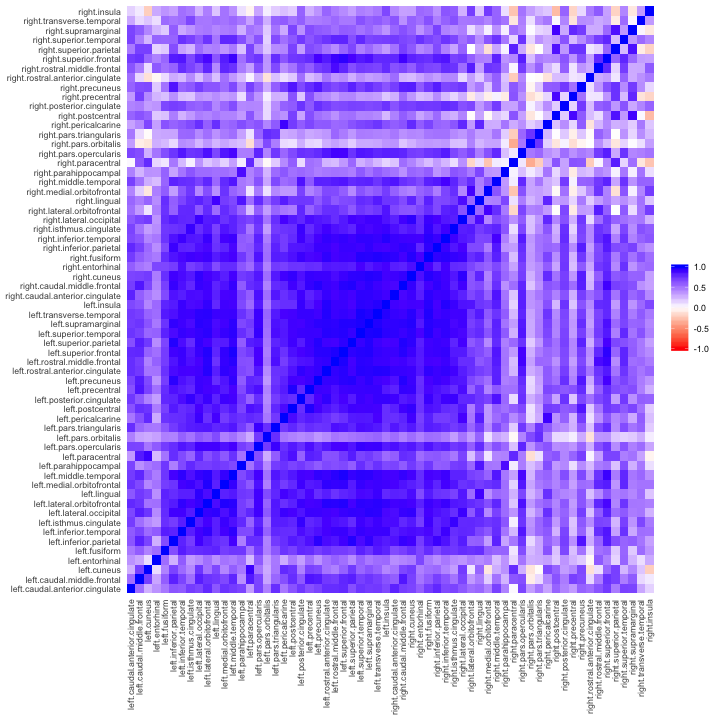 right.insula
right.transverse.temporal
right.supramarginal
right.superior.temporal
right.superior.parietal
right.superior.frontal
right.rostral.middle.frontal
right.rostral.anterior.cingulate
right.precuneus
right.precentral
right.posterior.cingulate
right.postcentral
right.pericalcarine
right.pars.triangularis
right.pars.orbitalis
right.pars.opercularis
right.paracentral
right.parahippocampal
right.middle.temporal
right.medial.orbitofrontal
right.lingual
right.lateral.orbitofrontal
right.lateral.occipital
right.isthmus.cingulate
right.inferior.temporal
right.inferior.parietal
right.fusiform
right.entorhinal
right.cuneus
right.caudal.middle.frontal
right.caudal.anterior.cingulate
left.insula
left.transverse.temporal
left.supramarginal
left.superior.temporal
left.superior.parietal
left.superior.frontal
left.rostral.middle.frontal
left.rostral.anterior.cingulate
left.precuneus
left.precentral
left.posterior.cingulate
left.postcentral
left.pericalcarine
left.pars.triangularis
left.pars.orbitalis
left.pars.opercularis
left.paracentral
left.parahippocampal
left.middle.temporal
left.medial.orbitofrontal
left.lingual
left.lateral.orbitofrontal
left.lateral.occipital
left.isthmus.cingulate
left.inferior.temporal
left.inferior.parietal
left.fusiform
left.entorhinal
left.cuneus
left.caudal.middle.frontal
left.caudal.anterior.cingulate
1.0
0.5
0.0
-0.5
-1.0
left.caudal.anterior.cingulate
left.caudal.middle.frontal
left.cuneus
left.entorhinal
left.fusiform
left.inferior.parietal
left.inferior.temporal
left.isthmus.cingulate
left.lateral.occipital
left.lateral.orbitofrontal
left.lingual
left.medial.orbitofrontal
left.middle.temporal
left.parahippocampal
left.paracentral
left.pars.opercularis
left.pars.orbitalis
left.pars.triangularis
left.pericalcarine
left.postcentral
left.posterior.cingulate
left.precentral
left.precuneus
left.rostral.anterior.cingulate
left.rostral.middle.frontal
left.superior.frontal
left.superior.parietal
left.superior.temporal
left.supramarginal
left.transverse.temporal
left.insula
right.caudal.anterior.cingulate
right.caudal.middle.frontal
right.cuneus
right.entorhinal
right.fusiform
right.inferior.parietal
right.inferior.temporal
right.isthmus.cingulate
right.lateral.occipital
right.lateral.orbitofrontal
right.lingual
right.medial.orbitofrontal
right.middle.temporal
right.parahippocampal
right.paracentral
right.pars.opercularis
right.pars.orbitalis
right.pars.triangularis
right.pericalcarine
right.postcentral
right.posterior.cingulate
right.precentral
right.precuneus
right.rostral.anterior.cingulate
right.rostral.middle.frontal
right.superior.frontal
right.superior.parietal
right.superior.temporal
right.supramarginal
right.transverse.temporal
right.insula